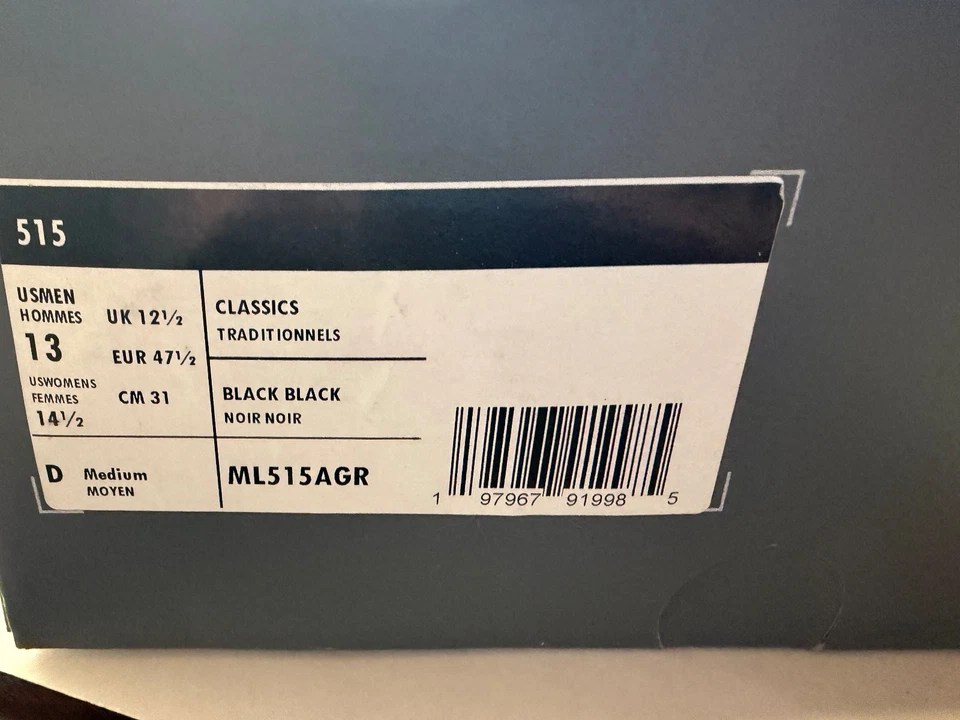 515
USMEN
HOMMES
13
USWOMENS
FEMMES
14½
UK 12½
EUR 47½
CM 31
CLASSICS
TRADITIONNELS
BLACK BLACK
NOIR NOIR
D Medium
MOYEN
ML515AGR
1 97967 91998 5